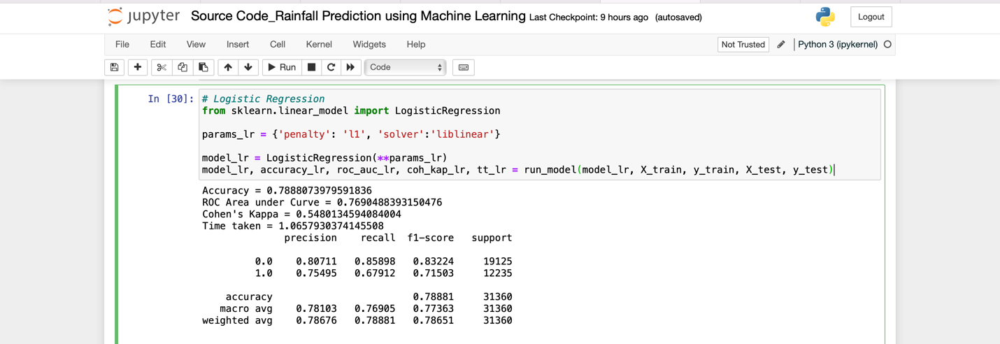 jupyter Source Code_Rainfall Prediction using Machine Learning Last Checkpoint: 9 hours ago (autosaved) Logout
File Edit View Insert Cell Kernel Widgets Help Not Trusted Python 3 (ipykernel)
Run Code
In [30]: # Logistic Regression
from sklearn.linear_model import LogisticRegression
params_lr = {'penalty': 'l1', 'solver':'liblinear'}
model_lr = LogisticRegression(**params_lr)
model_lr, accuracy_lr, roc_auc_lr, coh_kap_lr, tt_lr = run_model(model_lr, X_train, y_train, X_test, y_test)
Accuracy = 0.7888073979591836
ROC Area under Curve = 0.7690488393150476
Cohen's Kappa = 0.5480134594084004
Time taken = 1.0657930374145508
precision recall f1-score support
0.0 0.80711 0.85898 0.83224 19125
1.0 0.75495 0.67912 0.71503 12235
accuracy 0.78881 31360
macro avg 0.78103 0.76905 0.77363 31360
weighted avg 0.78676 0.78881 0.78651 31360